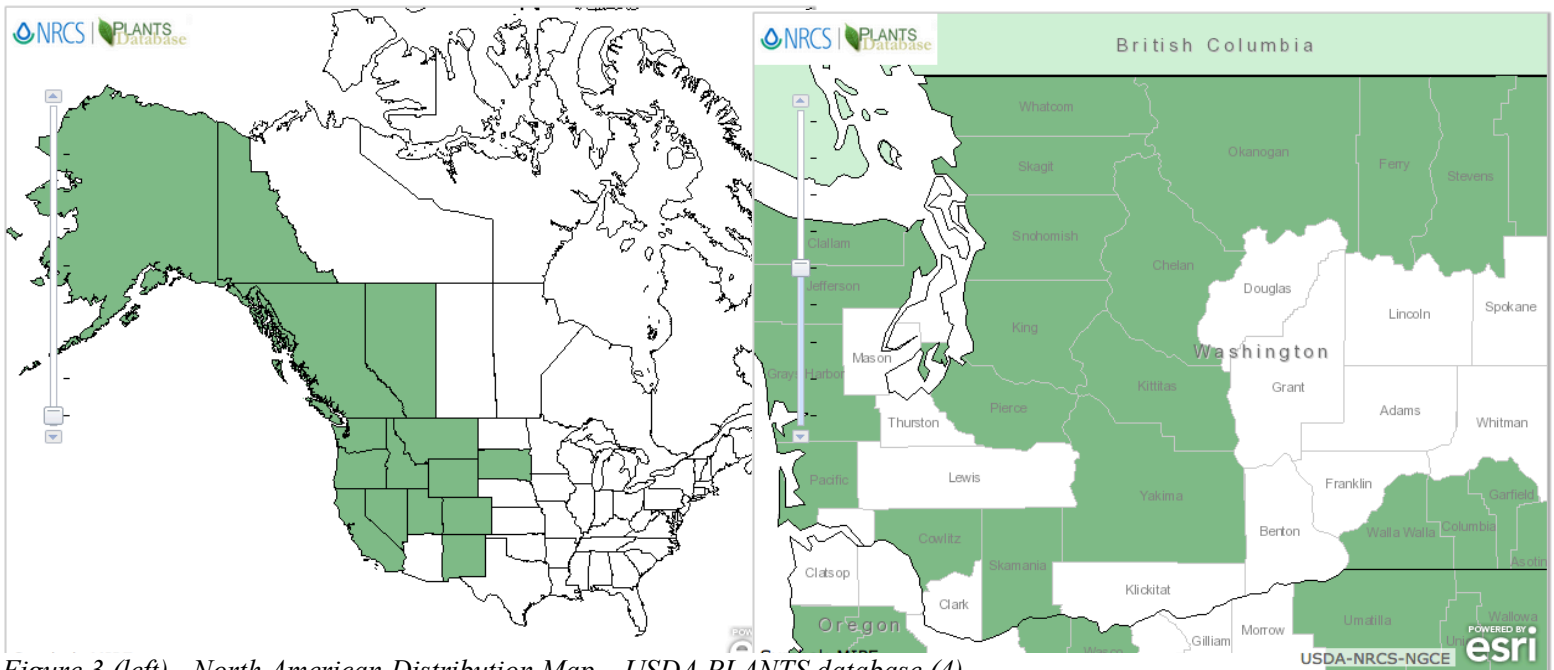 NRCS | PLANTS
Database
NRCS | PLANTS
Database
British Columbia
Whatcom
Okanogan
Ferry
Stevens
Skagit
Clallam
Snohomish
Chelan
Jefferson
Douglas
Lincoln
Spokane
King
Washington
Mason
Grays Harbor
Kittitas
Grant
Pierce
Adams
Thurston
Whitman
Pacific
Lewis
Yakima
Franklin
Garfield
Benton
Walla Walla
Columbia
Cowlitz
Skamania
Asotin
Clatsop
Klickitat
Clark
Oregon
Umatilla
Wallowa
Morrow
Gilliam
POWERED BY
esri
USDA-NRCS-NGCE
Figure 3 (left) - North American Distribution Map – USDA PLANTS database (4)